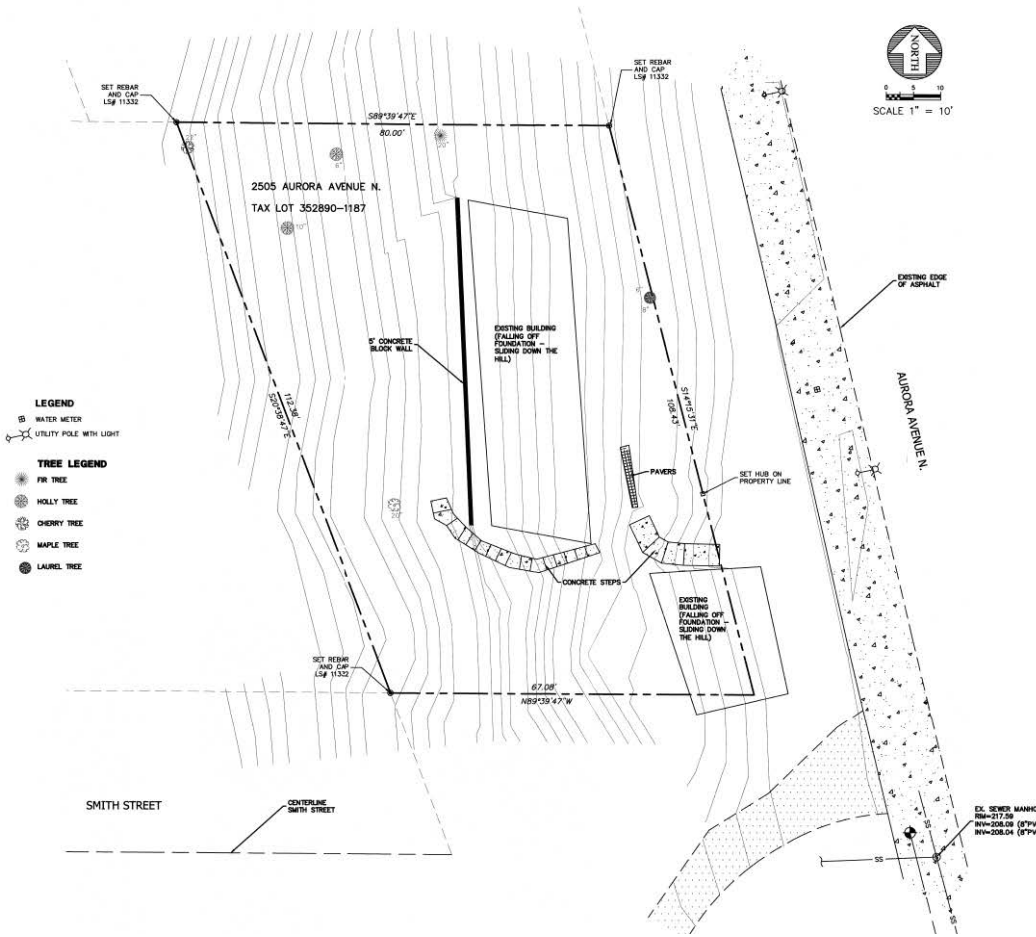 NORTH
0 5 10
SCALE 1" = 10'
SET REBAR
AND CAP
LS# 11332
SET REBAR
AND CAP
LS# 11332
S89°39'47"E
80.00'
2505 AURORA AVENUE N.
TAX LOT 352890-1187
6"
10"
EXISTING EDGE
OF ASPHALT
5' CONCRETE
BLOCK WALL
EXISTING BUILDING
(FALLING OFF
FOUNDATION -
SLIDING DOWN THE
HILL)
8"
112.38'
S20°38'47"E
S14°15'31"E
108.43'
AURORA AVENUE N.
LEGEND
WATER METER
UTILITY POLE WITH LIGHT
TREE LEGEND
FIR TREE
HOLLY TREE
CHERRY TREE
MAPLE TREE
LAUREL TREE
PAVERS
SET HUB ON
PROPERTY LINE
CONCRETE STEPS
EXISTING
BUILDING
(FALLING OFF
FOUNDATION -
SLIDING DOWN
THE HILL)
SET REBAR
AND CAP
LS# 11332
67.08'
N89°39'47"W
SMITH STREET
CENTERLINE
SMITH STREET
EX. SEWER MANHO
RIM=217.59
INV=208.09 (8"PV
INV=208.04 (8"PV
SS
SS
SS